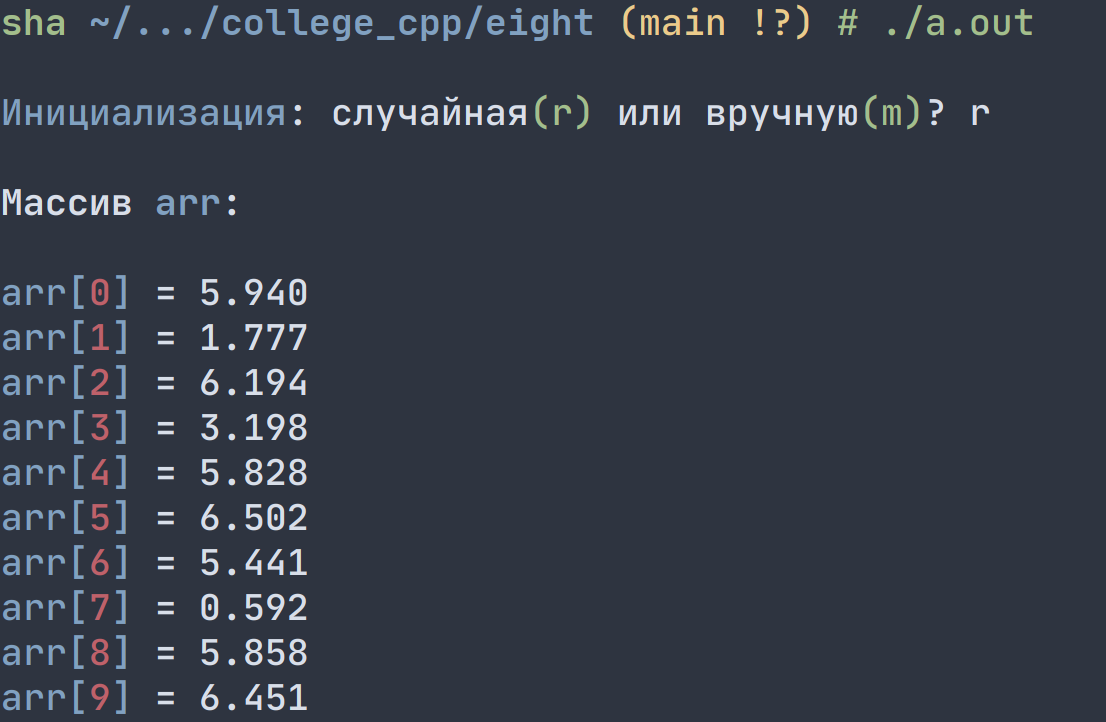 sha ~/.../college_cpp/eight (main !?) # ./a.out
Инициализация: случайная(r) или вручную(m)? r
Массив arr:
arr[0] = 5.940
arr[1] = 1.777
arr[2] = 6.194
arr[3] = 3.198
arr[4] = 5.828
arr[5] = 6.502
arr[6] = 5.441
arr[7] = 0.592
arr[8] = 5.858
arr[9] = 6.451